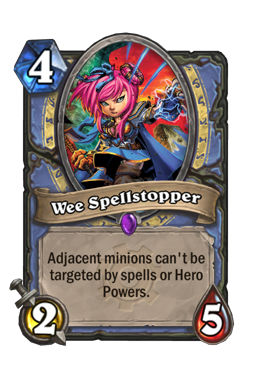 4
Wee Spellstopper
Adjacent minions can't be
targeted by spells or Hero
Powers.
2
5